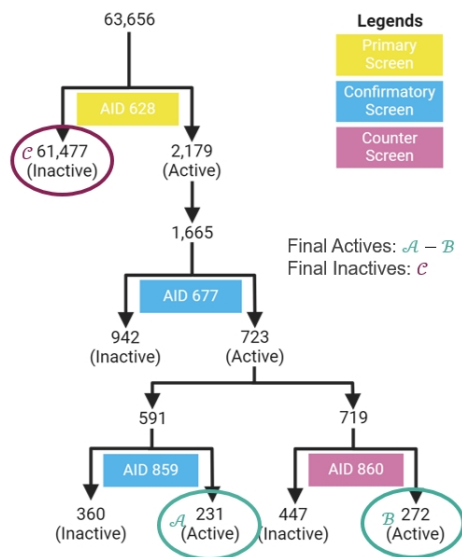 63,656
Legends
Primary
Screen
Confirmatory
Screen
Counter
Screen
AID 628
𝒞 61,477
(Inactive)
2,179
(Active)
1,665
Final Actives: 𝒜 – ℬ
Final Inactives: 𝒞
AID 677
942
(Inactive)
723
(Active)
591
719
AID 859
AID 860
360
(Inactive)
𝒜 231
(Active)
447
(Inactive)
ℬ 272
(Active)